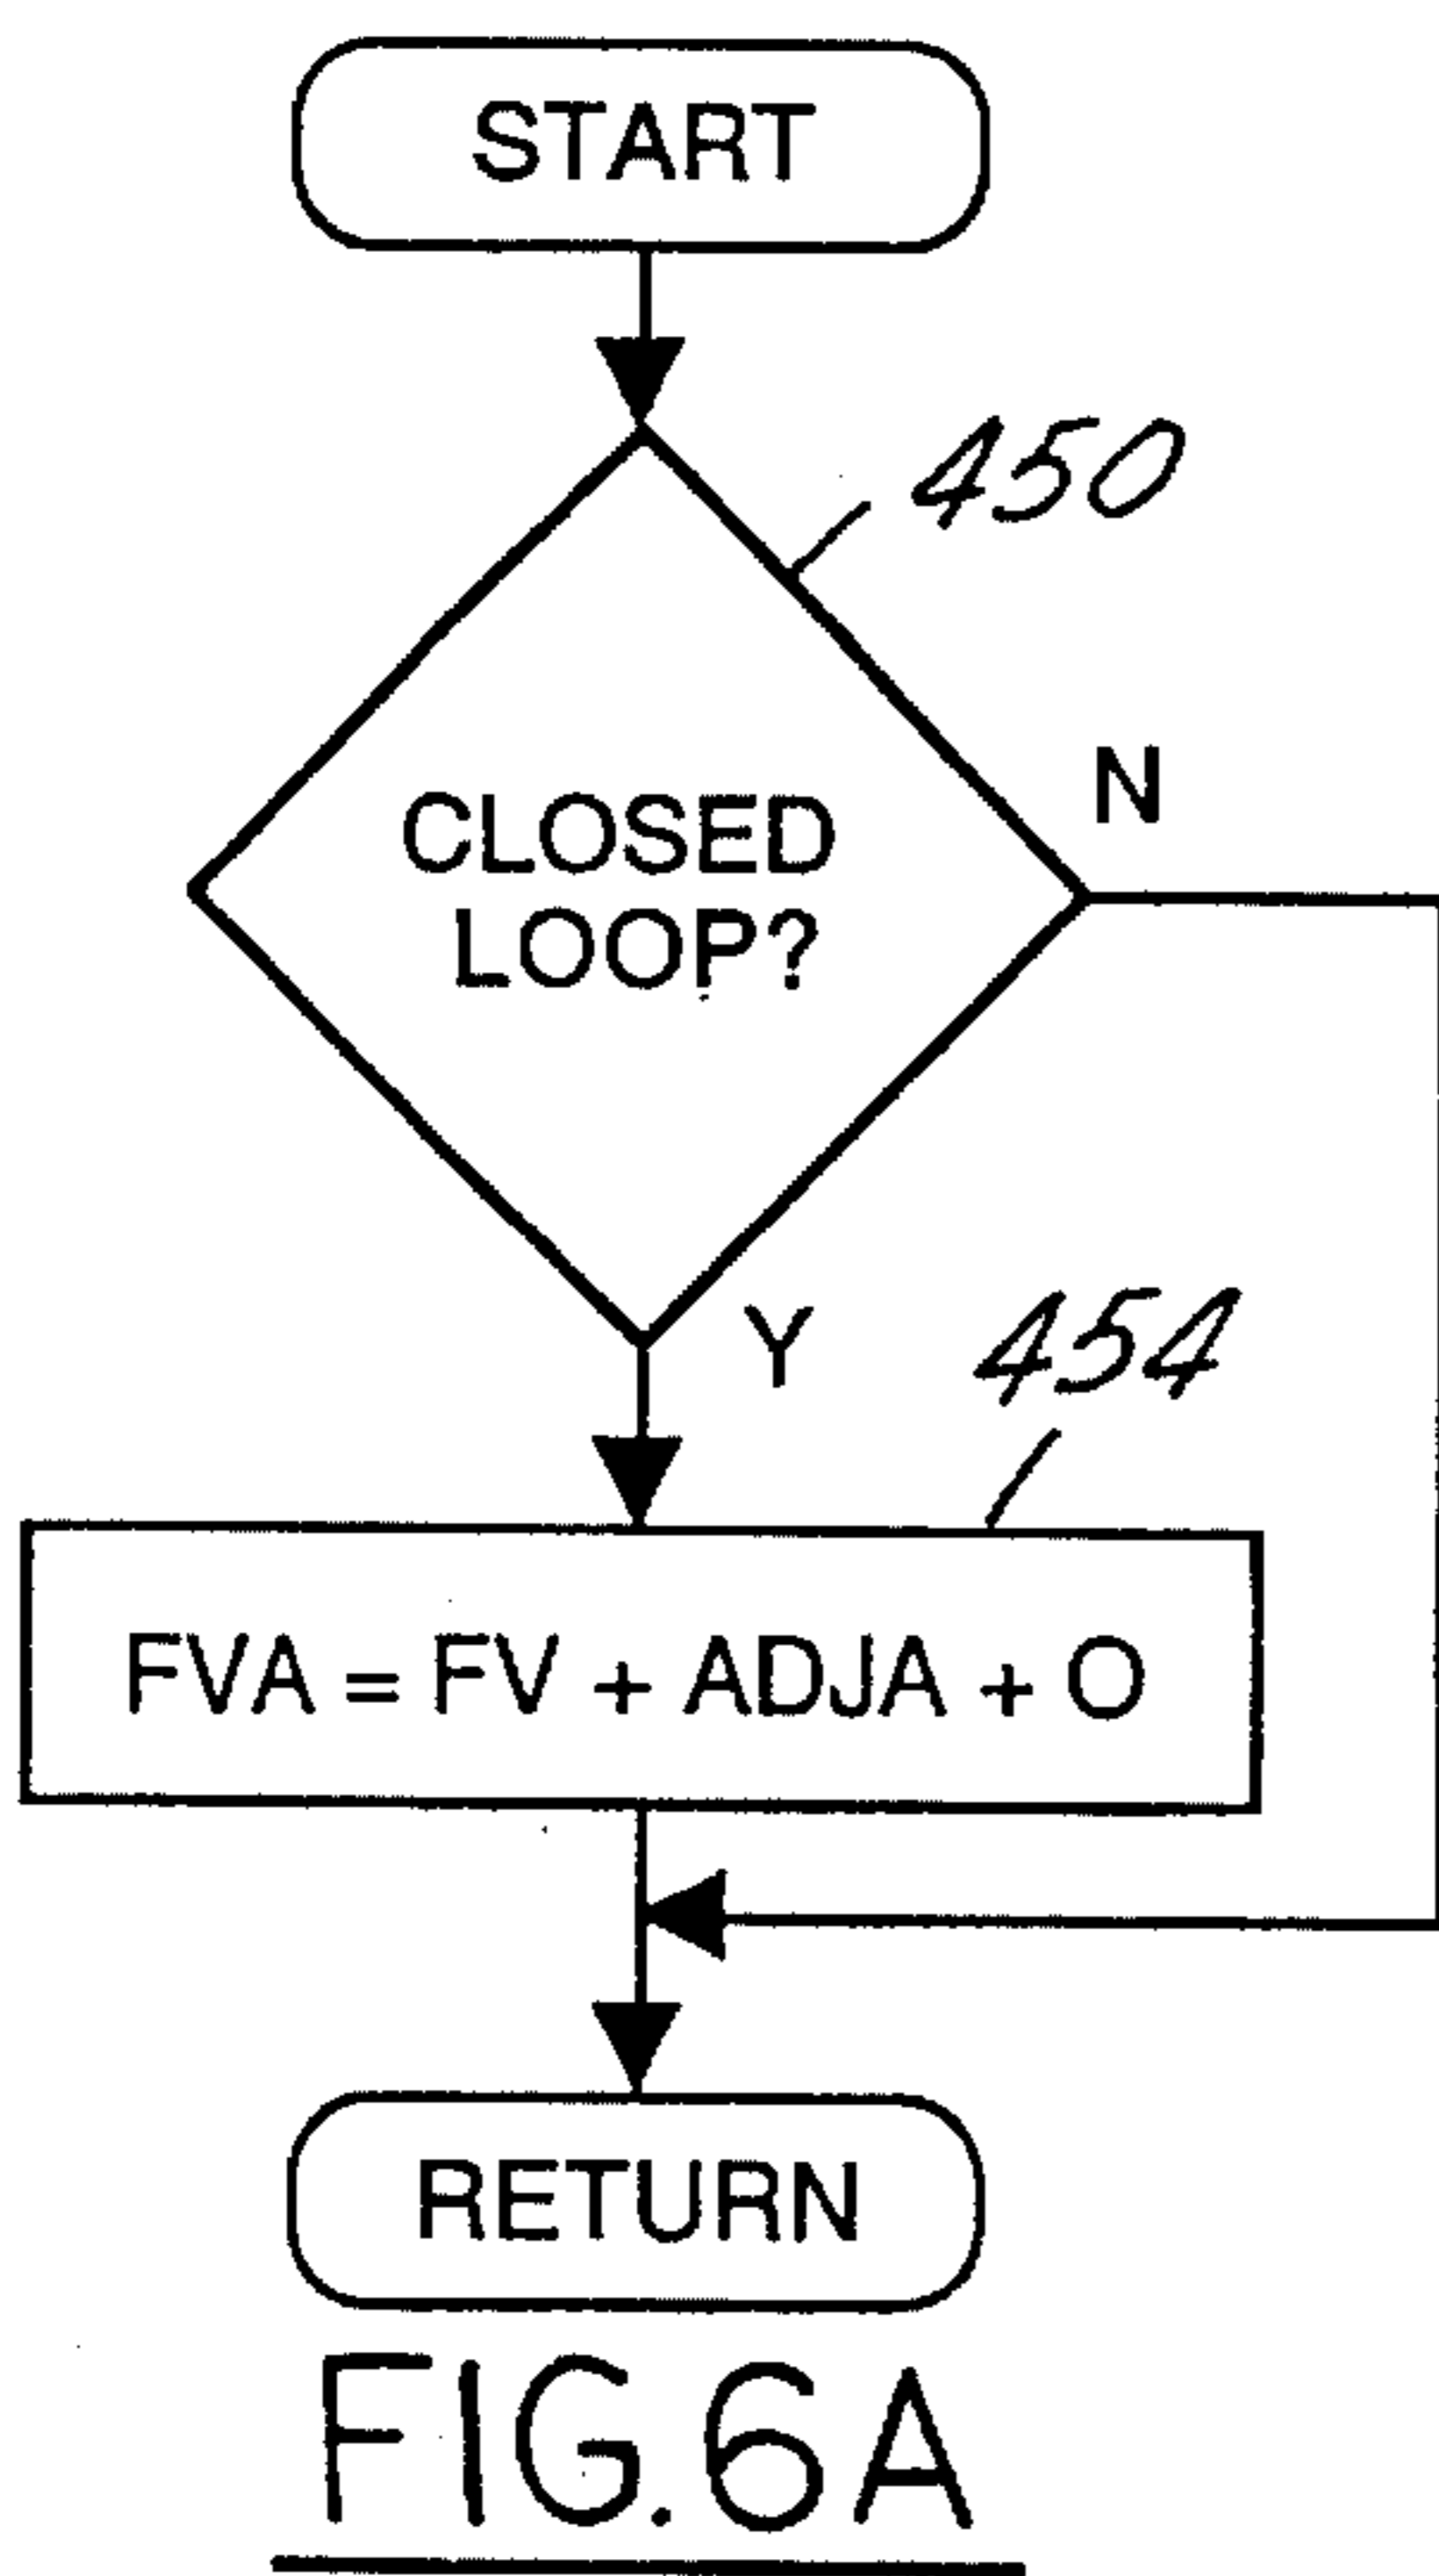 START
450
CLOSED
LOOP?
N
Y
454
FVA = FV + ADJA + O
RETURN
FIG.6A